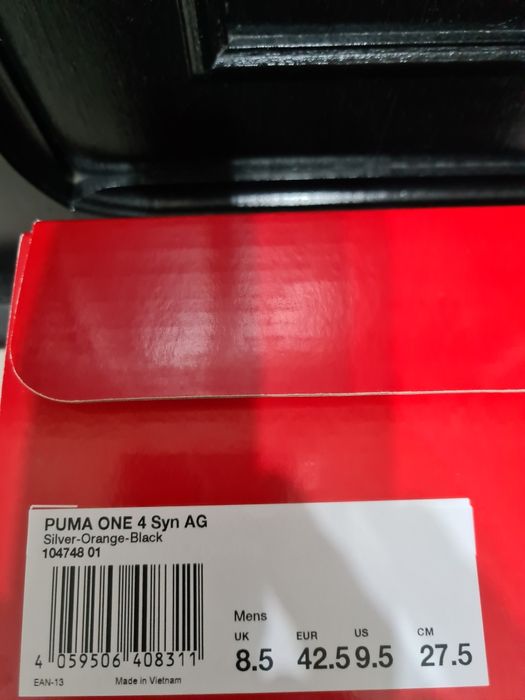 PUMA ONE 4 Syn AG
Silver-Orange-Black
104748 01
Mens
UK EUR US CM
8.5 42.5 9.5 27.5
4 059506 408311
EAN-13 Made in Vietnam